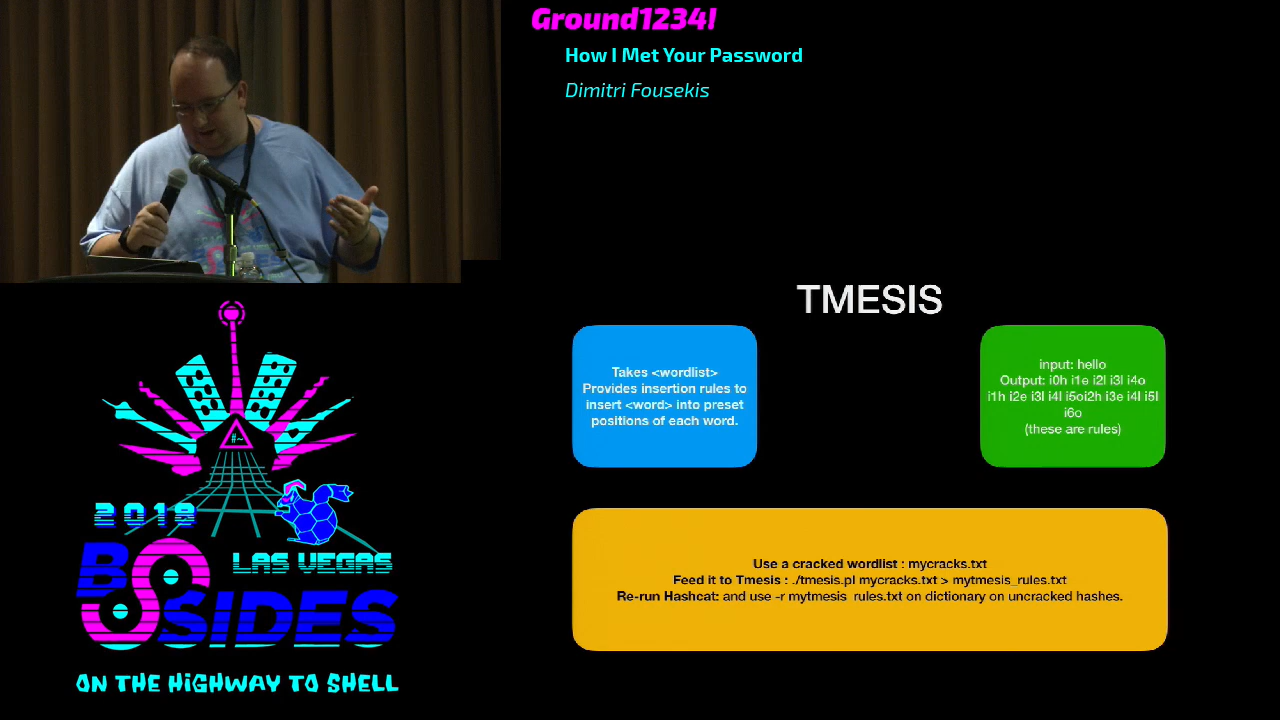 Ground1234!
How I Met Your Password
Dimitri Fousekis
TMESIS
Takes <wordlist>
Provides insertion rules to
insert <word> into preset
positions of each word.
input: hello
Output: i0h i1e i2l i3l i4o
i1h i2e i3l i4l i5oi2h i3e i4l i5l
i6o
(these are rules)
Use a cracked wordlist : mycracks.txt
Feed it to Tmesis : ./tmesis.pl mycracks.txt > mytmesis_rules.txt
Re-run Hashcat: and use -r mytmesis_rules.txt on dictionary on uncracked hashes.
#~
2018
LAS VEGAS
BSIDES
ON THE HIGHWAY TO SHELL